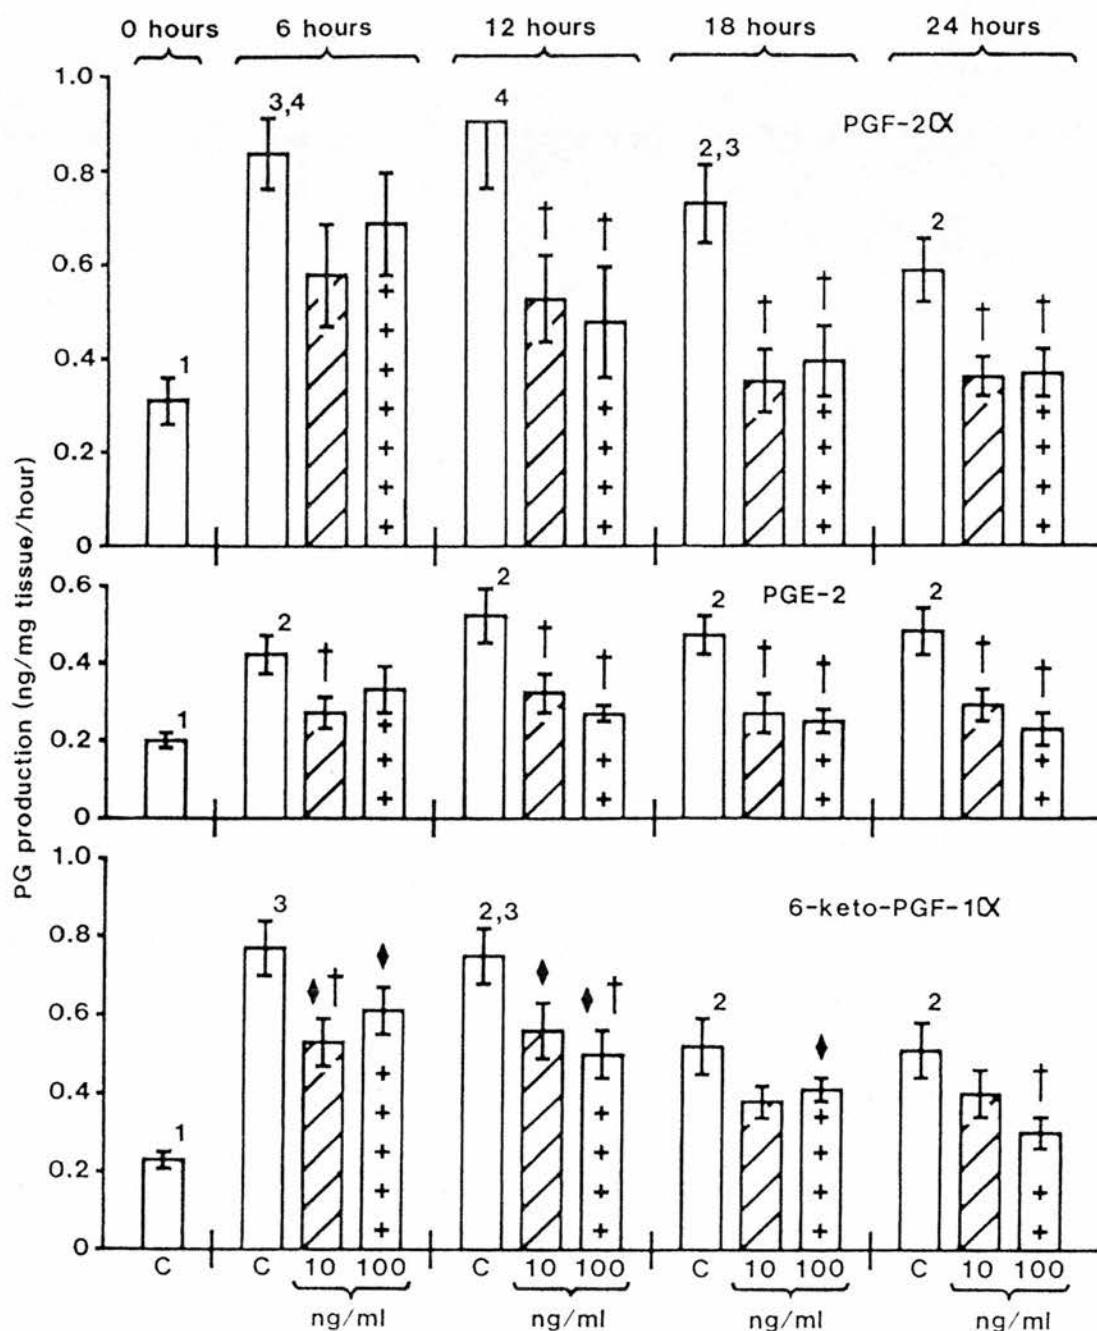 0 hours 6 hours 12 hours 18 hours 24 hours
PG production (ng/mg tissue/hour)
1.0
3,4 4
PGF-2α
0.8
2,3
† †
2
0.6
† †
† †
0.4
1
0.2
0
0.6
2
PGE-2
2 2 2
† † † † † † †
0.4
1
0.2
0
1.0
3 2,3
6-keto-PGF-1α
0.8
♦ † ♦ ♦ ♦ †
0.6
2 ♦ 2
†
0.4
1
0.2
0
C C 10 100 C 10 100 C 10 100 C 10 100
ng/ml ng/ml ng/ml ng/ml